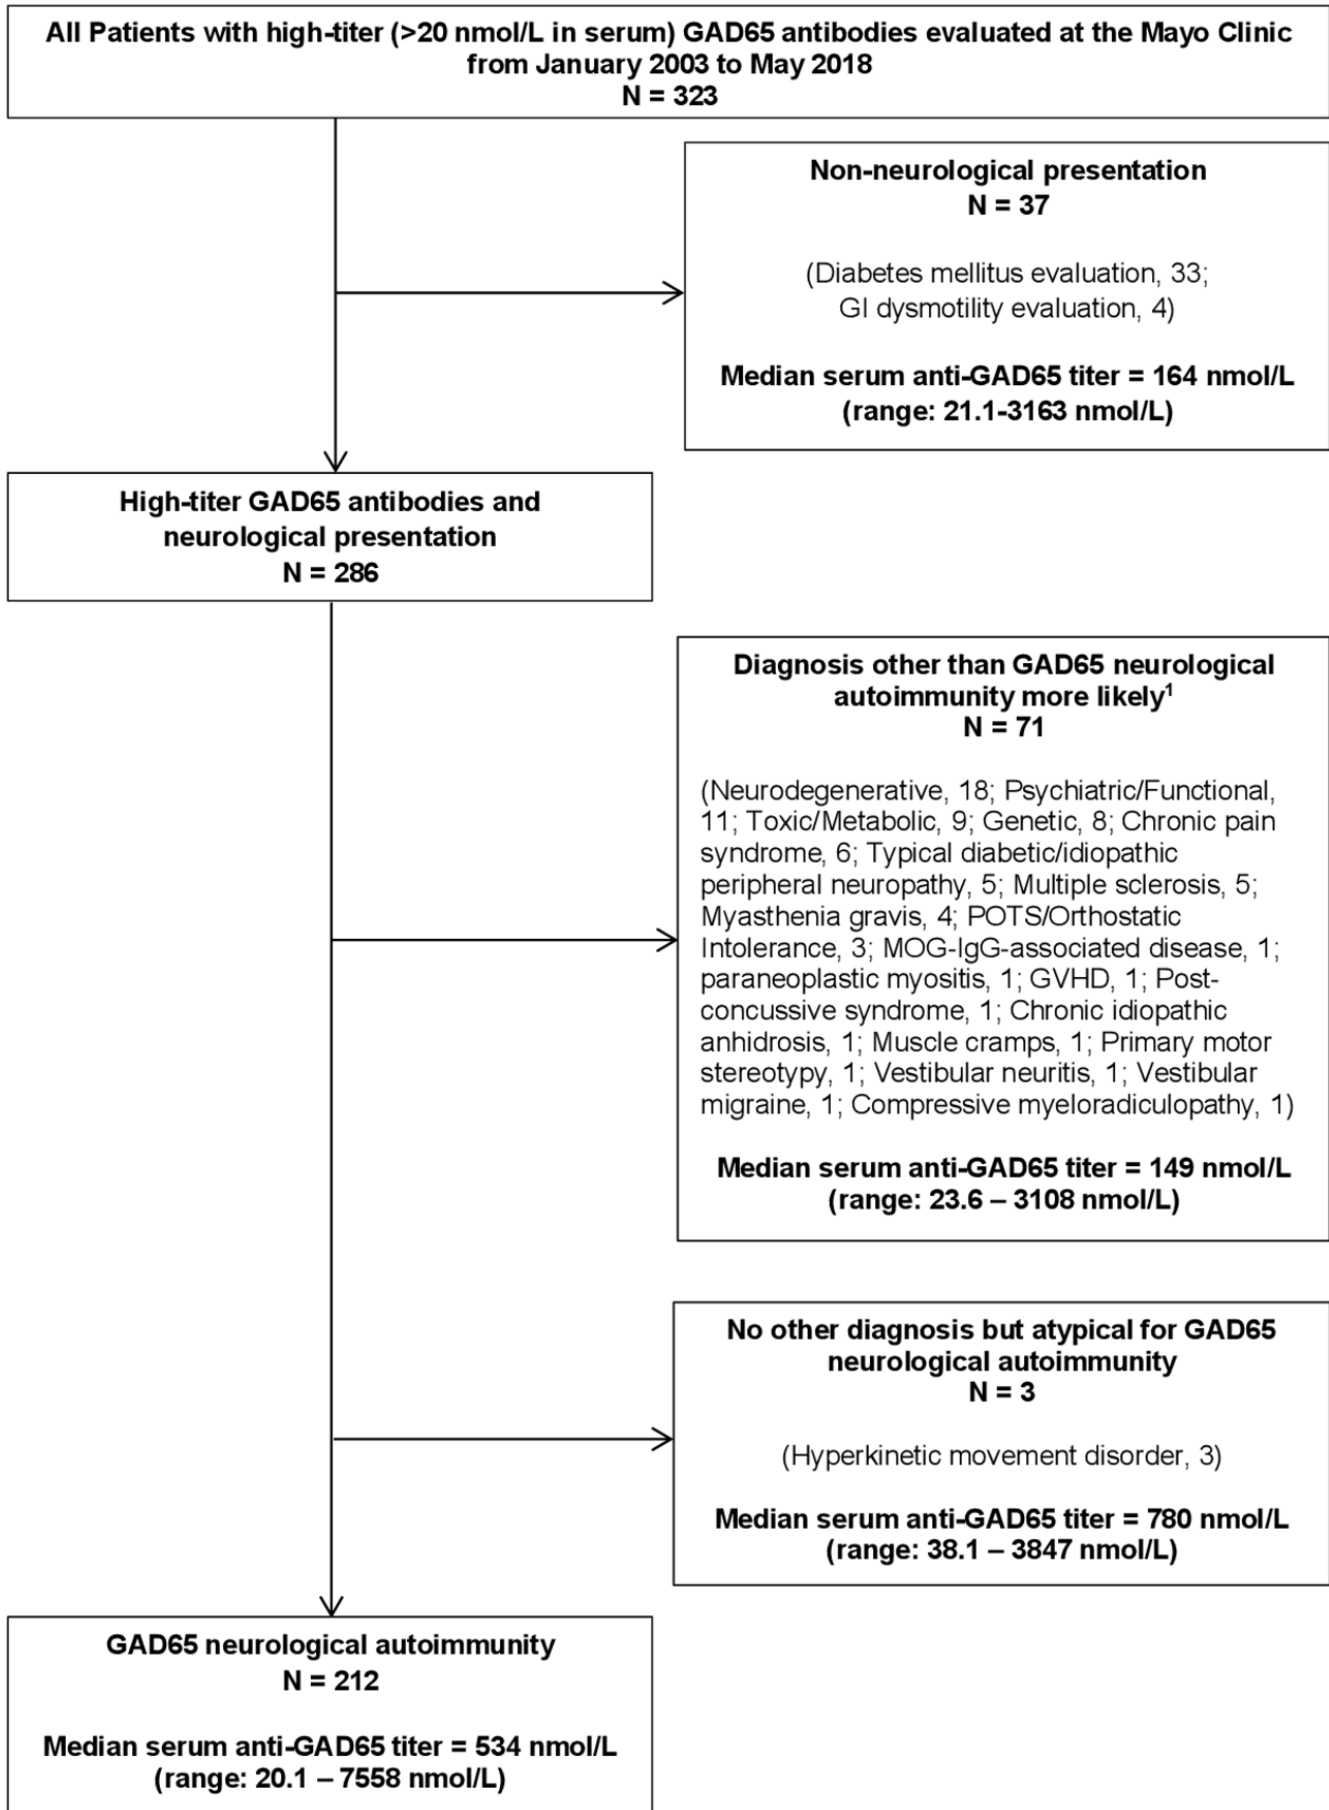 All Patients with high-titer (>20 nmol/L in serum) GAD65 antibodies evaluated at the Mayo Clinic
from January 2003 to May 2018
N = 323
Non-neurological presentation
N = 37
(Diabetes mellitus evaluation, 33;
GI dysmotility evaluation, 4)
Median serum anti-GAD65 titer = 164 nmol/L
(range: 21.1-3163 nmol/L)
High-titer GAD65 antibodies and
neurological presentation
N = 286
Diagnosis other than GAD65 neurological
autoimmunity more likely¹
N = 71
(Neurodegenerative, 18; Psychiatric/Functional,
11; Toxic/Metabolic, 9; Genetic, 8; Chronic pain
syndrome, 6; Typical diabetic/idiopathic
peripheral neuropathy, 5; Multiple sclerosis, 5;
Myasthenia gravis, 4; POTS/Orthostatic
Intolerance, 3; MOG-IgG-associated disease, 1;
paraneoplastic myositis, 1; GVHD, 1; Post-
concussive syndrome, 1; Chronic idiopathic
anhidrosis, 1; Muscle cramps, 1; Primary motor
stereotypy, 1; Vestibular neuritis, 1; Vestibular
migraine, 1; Compressive myeloradiculopathy, 1)
Median serum anti-GAD65 titer = 149 nmol/L
(range: 23.6 – 3108 nmol/L)
No other diagnosis but atypical for GAD65
neurological autoimmunity
N = 3
(Hyperkinetic movement disorder, 3)
Median serum anti-GAD65 titer = 780 nmol/L
(range: 38.1 – 3847 nmol/L)
GAD65 neurological autoimmunity
N = 212
Median serum anti-GAD65 titer = 534 nmol/L
(range: 20.1 – 7558 nmol/L)